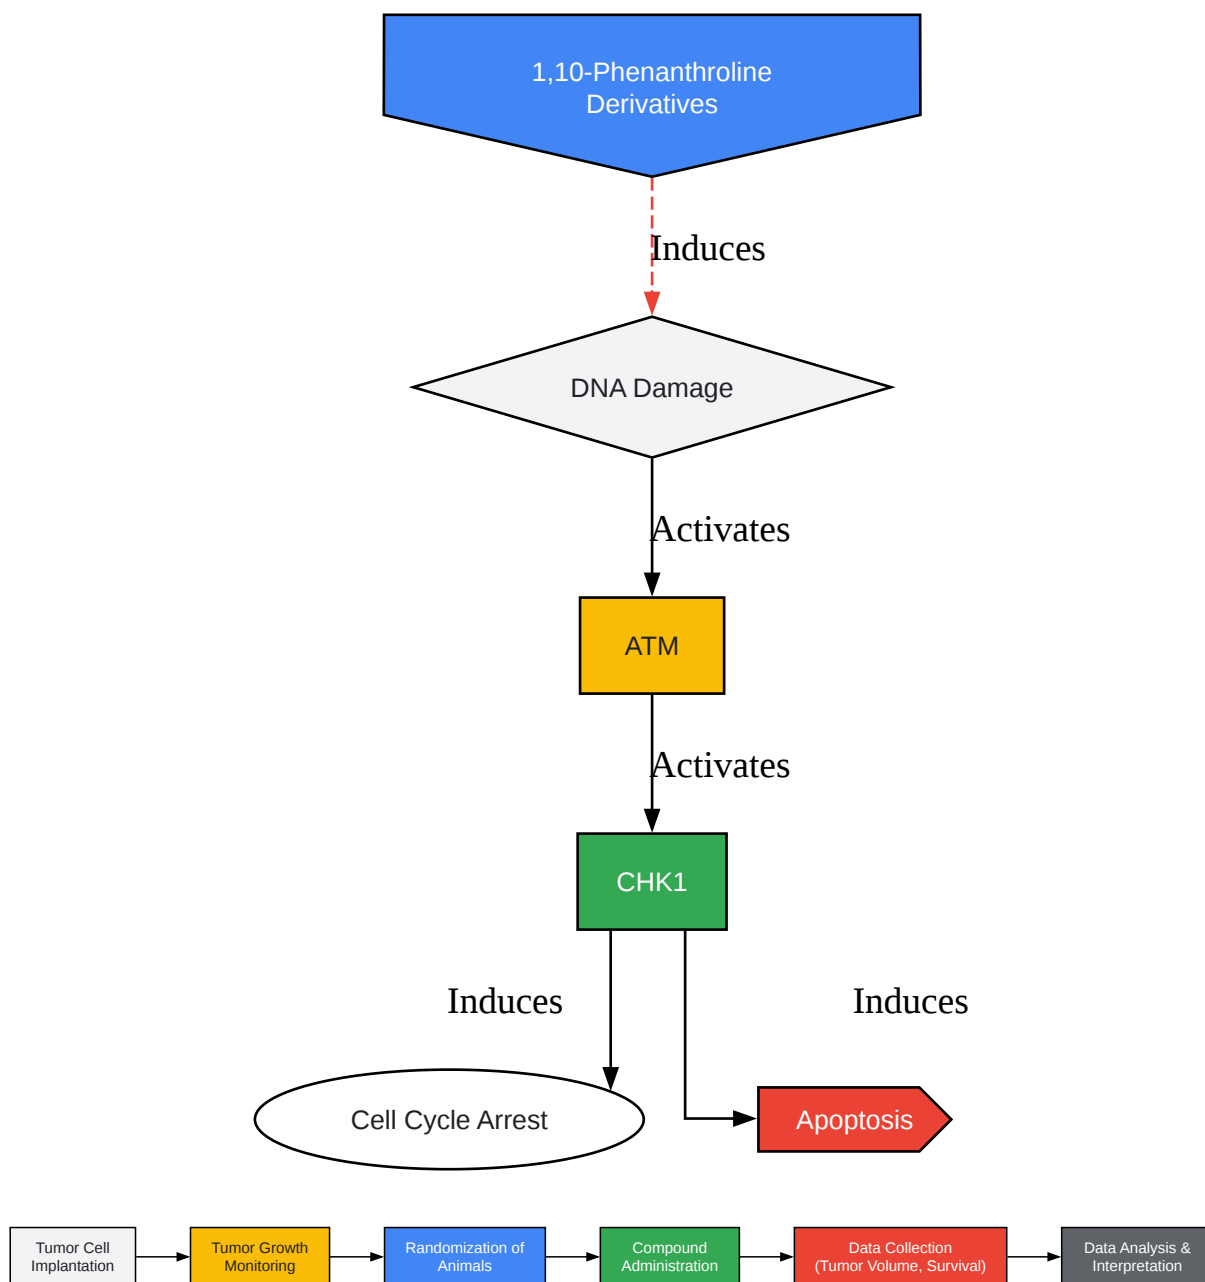 1,10-Phenanthroline
Derivatives
Induces
DNA Damage
Activates
ATM
Activates
CHK1
Induces
Induces
Cell Cycle Arrest
Apoptosis
Tumor Cell
Implantation
Tumor Growth
Monitoring
Randomization of
Animals
Compound
Administration
Data Collection
(Tumor Volume, Survival)
Data Analysis &
Interpretation